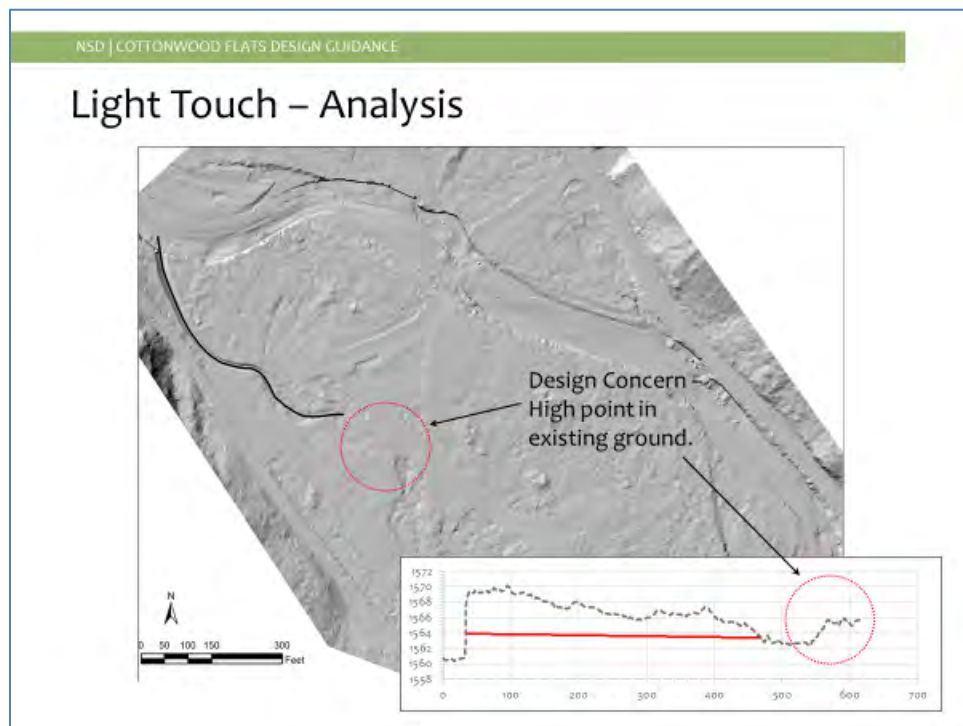 NSD | COTTONWOOD FLATS DESIGN GUIDANCE
Light Touch – Analysis
Design Concern –
High point in
existing ground.
N
0 50 100 150 300
Feet
1572
1570
1568
1566
1564
1562
1560
1558
0 100 200 300 400 500 600 700